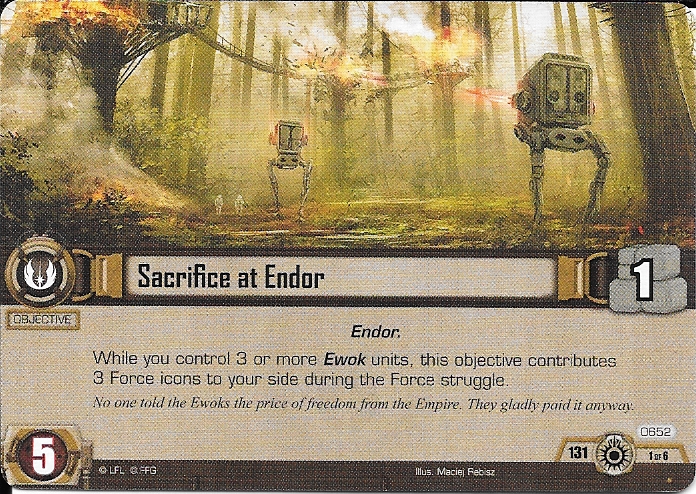 Sacrifice at Endor
1
OBJECTIVE
Endor.
While you control 3 or more Ewok units, this objective contributes
3 Force icons to your side during the Force struggle.
No one told the Ewoks the price of freedom from the Empire. They gladly paid it anyway.
5
© LFL © FFG
Illus. Maciej Rebisz
0652
131
1 OF 6